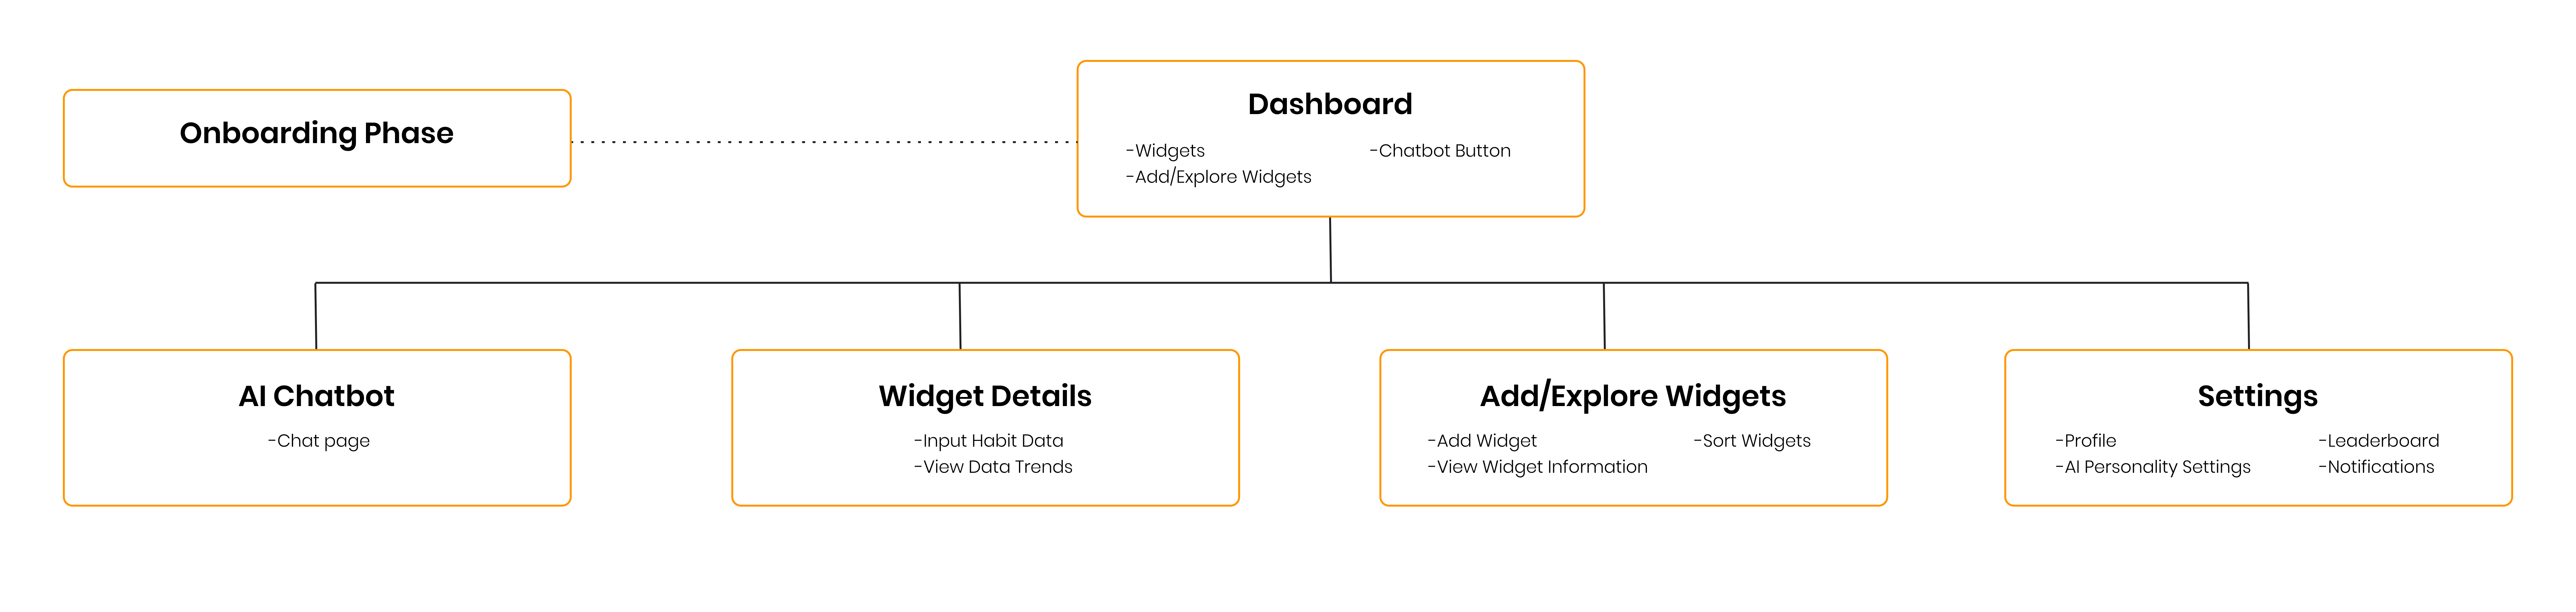 Onboarding Phase
Dashboard
-Widgets
-Add/Explore Widgets
-Chatbot Button
AI Chatbot
-Chat page
Widget Details
-Input Habit Data
-View Data Trends
Add/Explore Widgets
-Add Widget
-View Widget Information
-Sort Widgets
Settings
-Profile
-AI Personality Settings
-Leaderboard
-Notifications